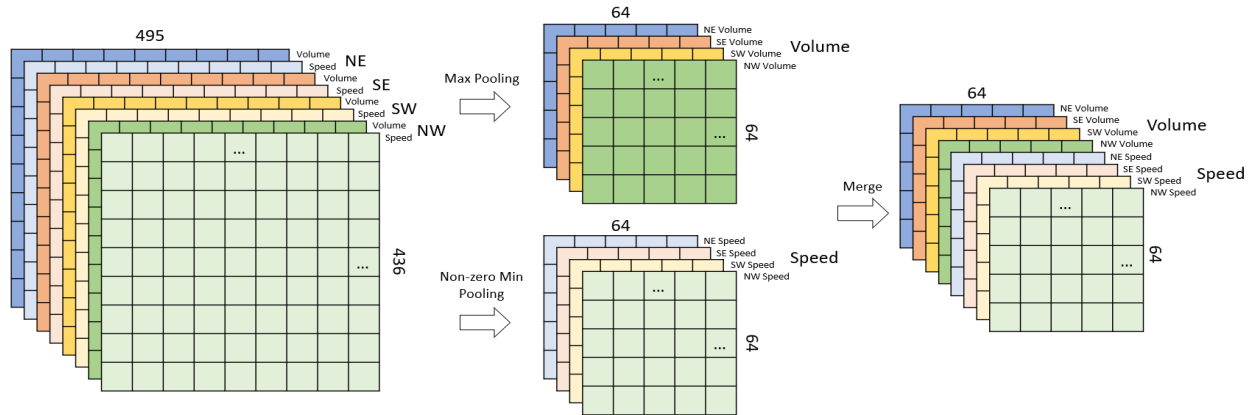 495
Volume
NE
Speed
Volume
SE
Speed
Volume
SW
Speed
Volume
NW
Speed
...
...
436
Max Pooling
Non-zero Min
Pooling
64
NE Volume
SE Volume
SW Volume
NW Volume
Volume
...
...
64
64
NE Speed
SE Speed
SW Speed
NW Speed
Speed
...
...
64
Merge
64
NE Volume
SE Volume
SW Volume
NW Volume
NE Speed
SE Speed
SW Speed
NW Speed
Volume
Speed
...
...
64